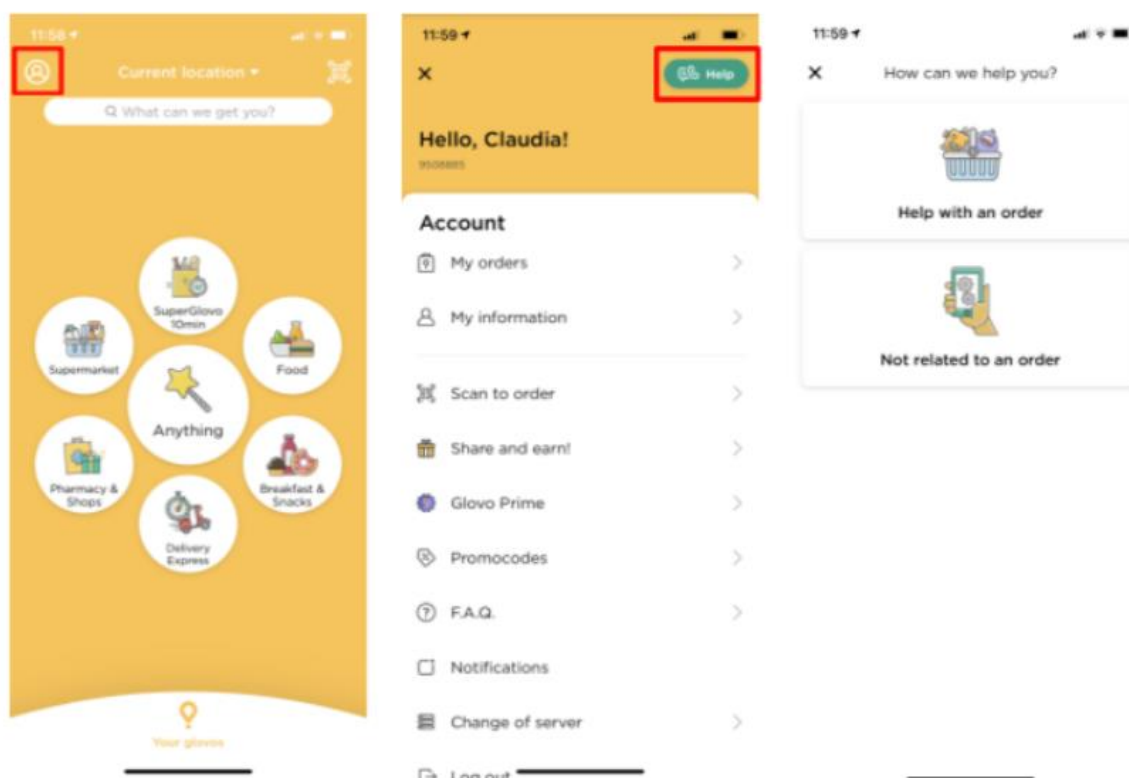 11:58
Current location
What can we get you?
SuperGlovo
10min
Supermarket
Food
Anything
Pharmacy &
Shops
Breakfast &
Snacks
Delivery
Express
Your glovos
11:59
Help
Hello, Claudia!
Account
My orders
My information
Scan to order
Share and earn!
Glovo Prime
Promocodes
F.A.Q.
Notifications
Change of server
Log out
11:59
How can we help you?
Help with an order
Not related to an order